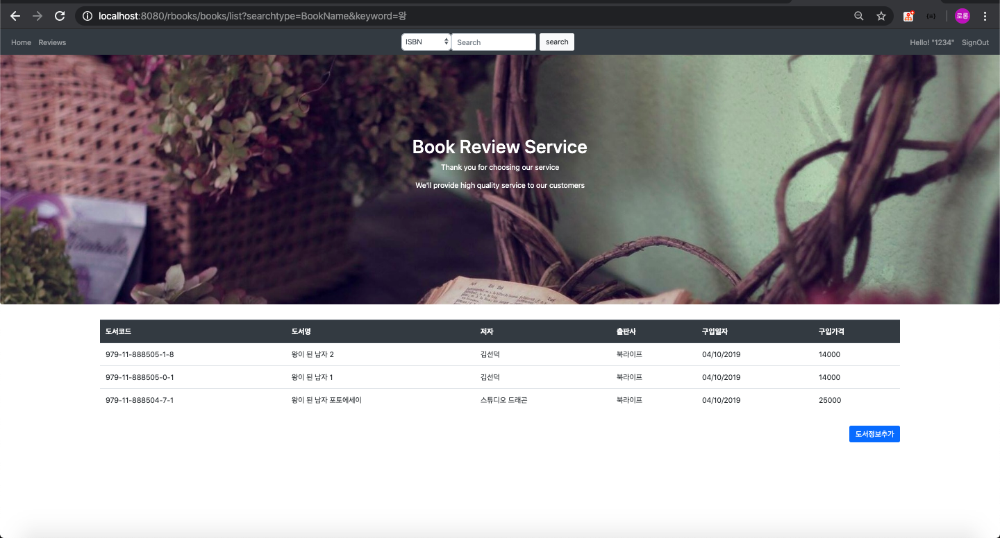 localhost:8080/rbooks/books/list?searchtype=BookName&keyword=왕
로롱
Home Reviews ISBN Search search Hello! "1234" SignOut
Book Review Service
Thank you for choosing our service
We'll provide high quality service to our customers
도서코드 도서명 저자 출판사 구입일자 구입가격
979-11-888505-1-8 왕이 된 남자 2 김선덕 북라이프 04/10/2019 14000
979-11-888505-0-1 왕이 된 남자 1 김선덕 북라이프 04/10/2019 14000
979-11-888504-7-1 왕이 된 남자 포토에세이 스튜디오 드래곤 북라이프 04/10/2019 25000
도서정보추가